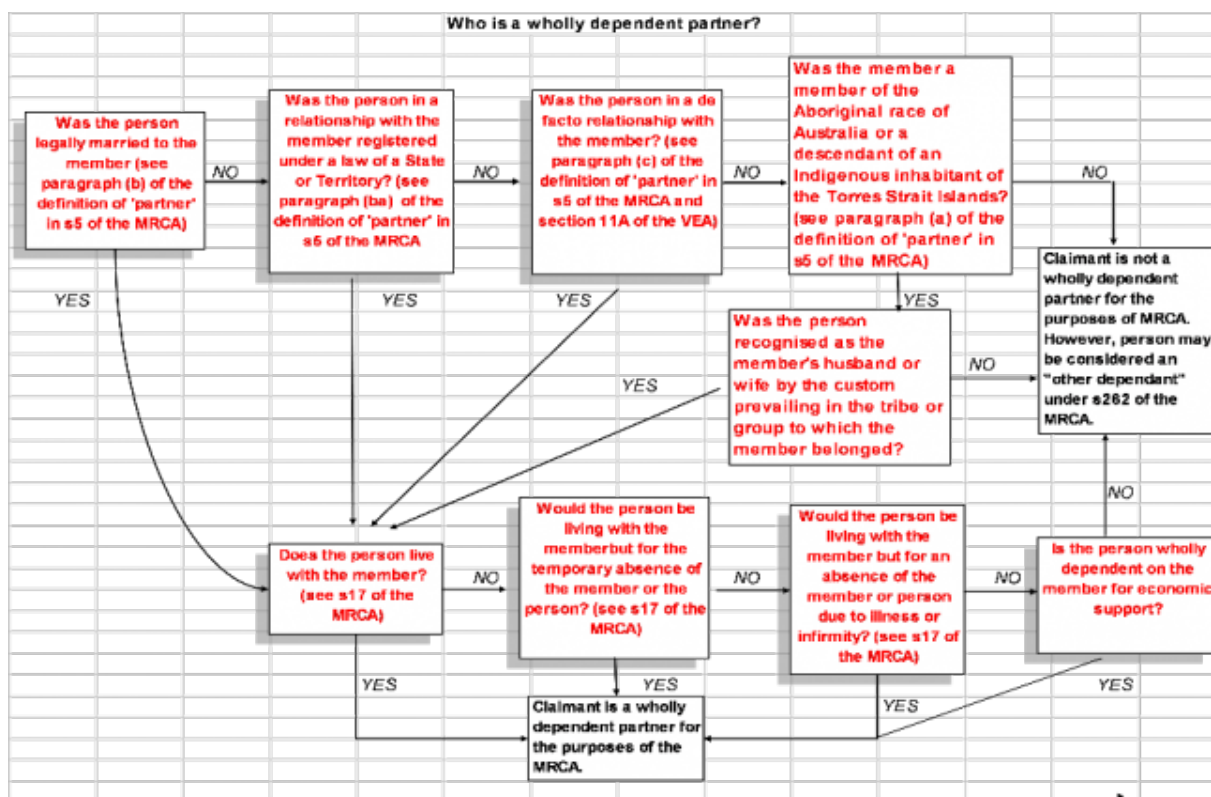 Who is a wholly dependent partner?
Was the person
legally married to the
member (see
paragraph (b) of the
definition of 'partner'
in s5 of the MRCA)
NO
Was the person in a
relationship with the
member registered
under a law of a State
or Territory? (see
paragraph (ba) of the
definition of 'partner' in
s5 of the MRCA
NO
Was the person in a de
facto relationship with
the member? (see
paragraph (c) of the
definition of 'partner' in
s5 of the MRCA and
section 11A of the VEA)
NO
Was the member a
member of the
Aboriginal race of
Australia or a
descendant of an
Indigenous inhabitant
of the Torres Strait Islands?
(see paragraph (a) of the
definition of 'partner' in
s5 of the MRCA)
NO
YES
YES
YES
YES
Was the person
recognised as the
member's husband or
wife by the custom
prevailing in the tribe or
group to which the
member belonged?
YES
NO
Claimant is not a
wholly dependent
partner for the
purposes of MRCA.
However, person may
be considered an
"other dependant"
under s262 of the
MRCA.
Does the person live
with the member?
(see s17 of the
MRCA)
NO
Would the person be
living with the
memberbut for the
temporary absence of
the member or the
person? (see s17 of the
MRCA)
NO
Would the person be
living with the
member but for an
absence of the
member or person
due to illness or
infirmity? (see s17 of
the MRCA)
NO
Is the person wholly
dependent on the
member for economic
support?
NO
YES
YES
YES
YES
Claimant is a wholly
dependent partner for
the purposes of the
MRCA.